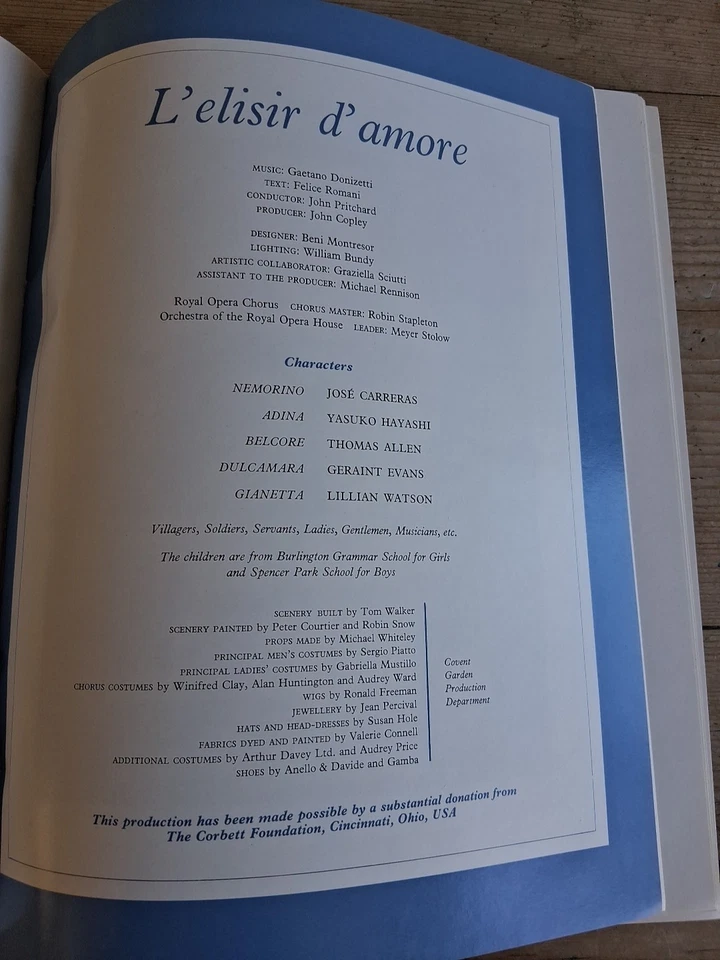 L'elisir d'amore
MUSIC: Gaetano Donizetti
TEXT: Felice Romani
CONDUCTOR: John Pritchard
PRODUCER: John Copley
DESIGNER: Beni Montresor
LIGHTING: William Bundy
ARTISTIC COLLABORATOR: Graziella Sciutti
ASSISTANT TO THE PRODUCER: Michael Rennison
Royal Opera Chorus CHORUS MASTER: Robin Stapleton
Orchestra of the Royal Opera House LEADER: Meyer Stolow
Characters
NEMORINO JOSÉ CARRERAS
ADINA YASUKO HAYASHI
BELCORE THOMAS ALLEN
DULCAMARA GERAINT EVANS
GIANETTA LILLIAN WATSON
Villagers, Soldiers, Servants, Ladies, Gentlemen, Musicians, etc.
The children are from Burlington Grammar School for Girls
and Spencer Park School for Boys
SCENERY BUILT by Tom Walker
SCENERY PAINTED by Peter Courtier and Robin Snow
PROPS MADE by Michael Whiteley
PRINCIPAL MEN'S COSTUMES by Sergio Piatto
PRINCIPAL LADIES' COSTUMES by Gabriella Mustillo
CHORUS COSTUMES by Winifred Clay, Alan Huntington and Audrey Ward
WIGS by Ronald Freeman
JEWELLERY by Jean Percival
HATS AND HEAD-DRESSES by Susan Hole
FABRICS DYED AND PAINTED by Valerie Connell
ADDITIONAL COSTUMES by Arthur Davey Ltd. and Audrey Price
SHOES by Anello & Davide and Gamba
Covent
Garden
Production
Department
This production has been made possible by a substantial donation from
The Corbett Foundation, Cincinnati, Ohio, USA